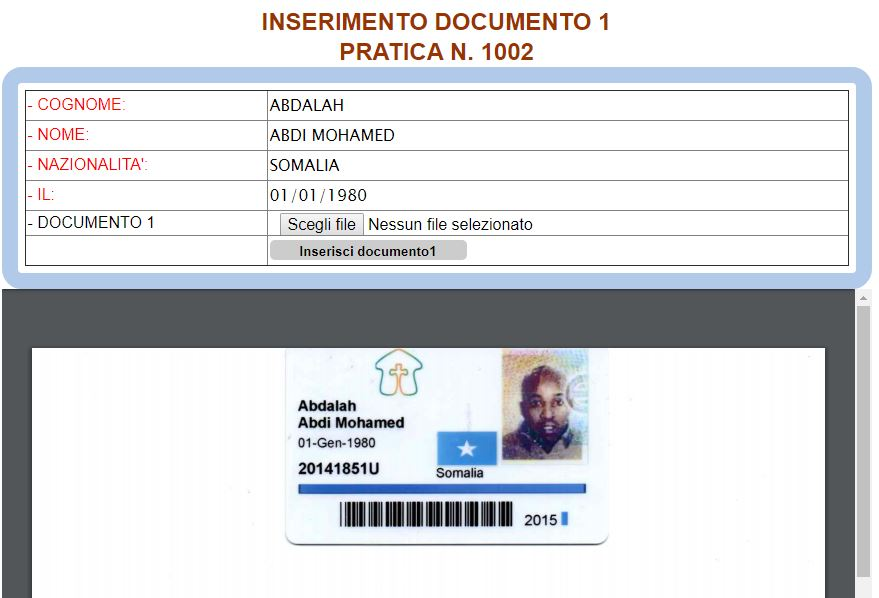 INSERIMENTO DOCUMENTO 1
PRATICA N. 1002
- COGNOME: ABDALAH
- NOME: ABDI MOHAMED
- NAZIONALITA': SOMALIA
- IL: 01/01/1980
- DOCUMENTO 1 Scegli file Nessun file selezionato
Inserisci documento1
Abdalah
Abdi Mohamed
01-Gen-1980
20141851U
Somalia
2015